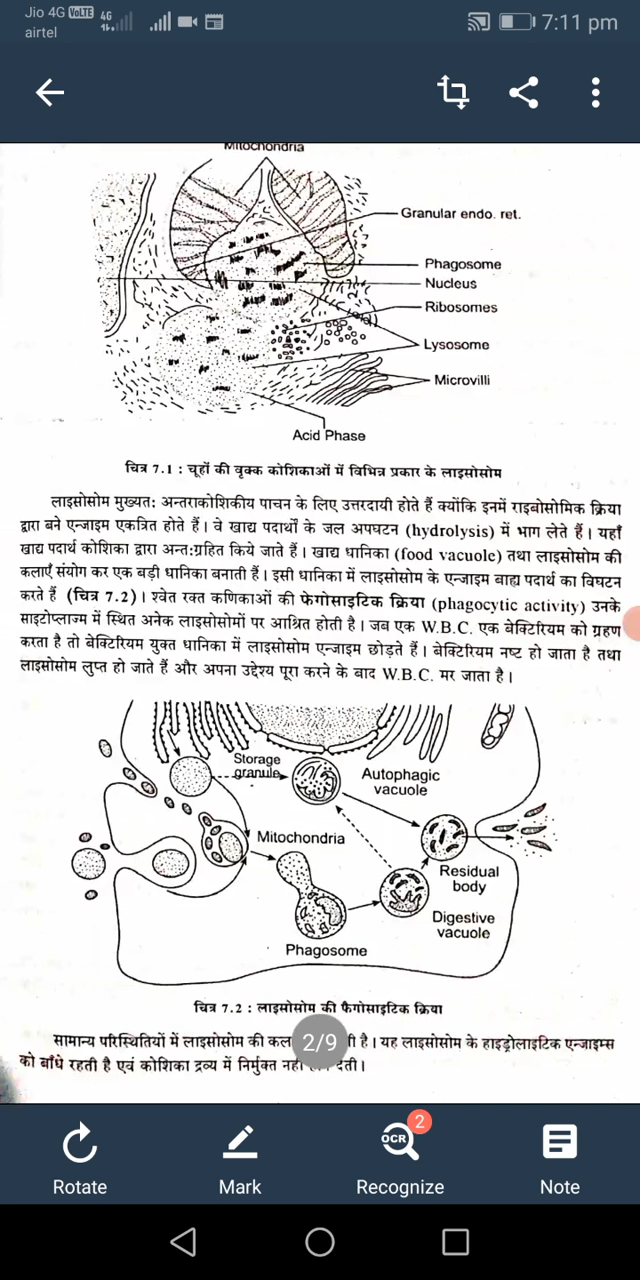 Jio 4G VoLTE 4G
airtel
7:11 pm
Mitochondria
Granular endo. ret.
Phagosome
Nucleus
Ribosomes
Lysosome
Microvilli
Acid Phase
चित्र 7.1 : चूहों की वृक्क कोशिकाओं में विभिन्न प्रकार के लाइसोसोम
लाइसोसोम मुख्यत: अन्तराकोशिकीय पाचन के लिए उत्तरदायी होते हैं क्योंकि इनमें राइबोसोमिक क्रिया
द्वारा बने एन्जाइम एकत्रित होते हैं। वे खाद्य पदार्थों के जल अपघटन (hydrolysis) में भाग लेते हैं। यहाँ
खाद्य पदार्थ कोशिका द्वारा अन्त:ग्रहित किये जाते हैं। खाद्य धानिका (food vacuole) तथा लाइसोसोम की
कलाएँ संयोग कर एक बड़ी धानिका बनाती हैं। इसी धानिका में लाइसोसोम के एन्जाइम बाह्य पदार्थ का विघटन
करते हैं (चित्र 7.2)। श्वेत रक्त कणिकाओं की फेगोसाइटिक क्रिया (phagocytic activity) उनके
साइटोप्लाज्म में स्थित अनेक लाइसोसोमों पर आश्रित होती है। जब एक W.B.C. एक बेक्टिरियम को ग्रहण
करता है तो बेक्टिरियम युक्त धानिका में लाइसोसोम एन्जाइम छोड़ते हैं। बेक्टिरियम नष्ट हो जाता है तथा
लाइसोसोम लुप्त हो जाते हैं और अपना उद्देश्य पूरा करने के बाद W.B.C. मर जाता है।
Storage
granule
Autophagic
vacuole
Mitochondria
Residual
body
Digestive
vacuole
Phagosome
चित्र 7.2 : लाइसोसोम की फैगोसाइटिक क्रिया
सामान्य परिस्थितियों में लाइसोसोम की कल 2/9 ी है। यह लाइसोसोम के हाइड्रोलाइटिक एन्जाइम्स
को बाँधे रहती है एवं कोशिका द्रव्य में निर्मुक्त नहीं देती।
OCR 2
Rotate
Mark
Recognize
Note